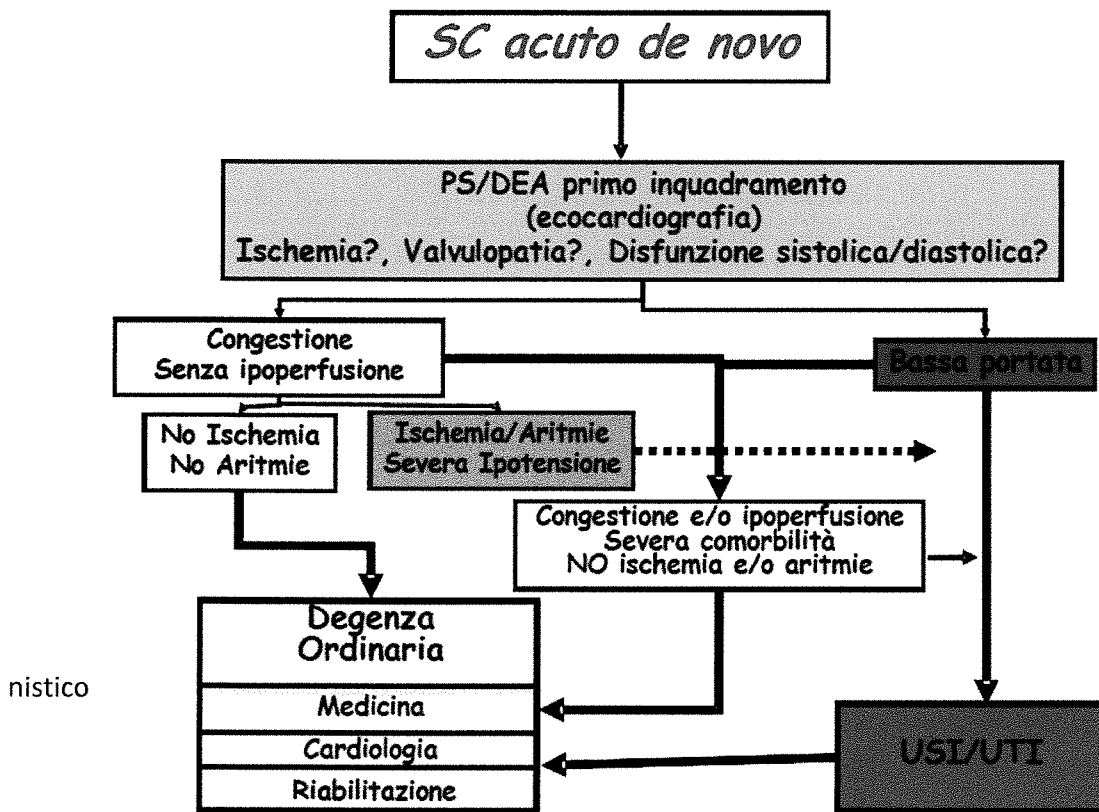 SC acuto de novo
PS/DEA primo inquadramento
(ecocardiografia)
Ischemia?, Valvulopatia?, Disfunzione sistolica/diastolica?
Congestione
Senza ipoperfusione
Bassa portata
No Ischemia
No Aritmie
Ischemia/Aritmie
Severa Ipotensione
Congestione e/o ipoperfusione
Severa comorbilità
NO ischemia e/o aritmie
Degenza
Ordinaria
nistico
Medicina
Cardiologia
Riabilitazione
USI/UTI